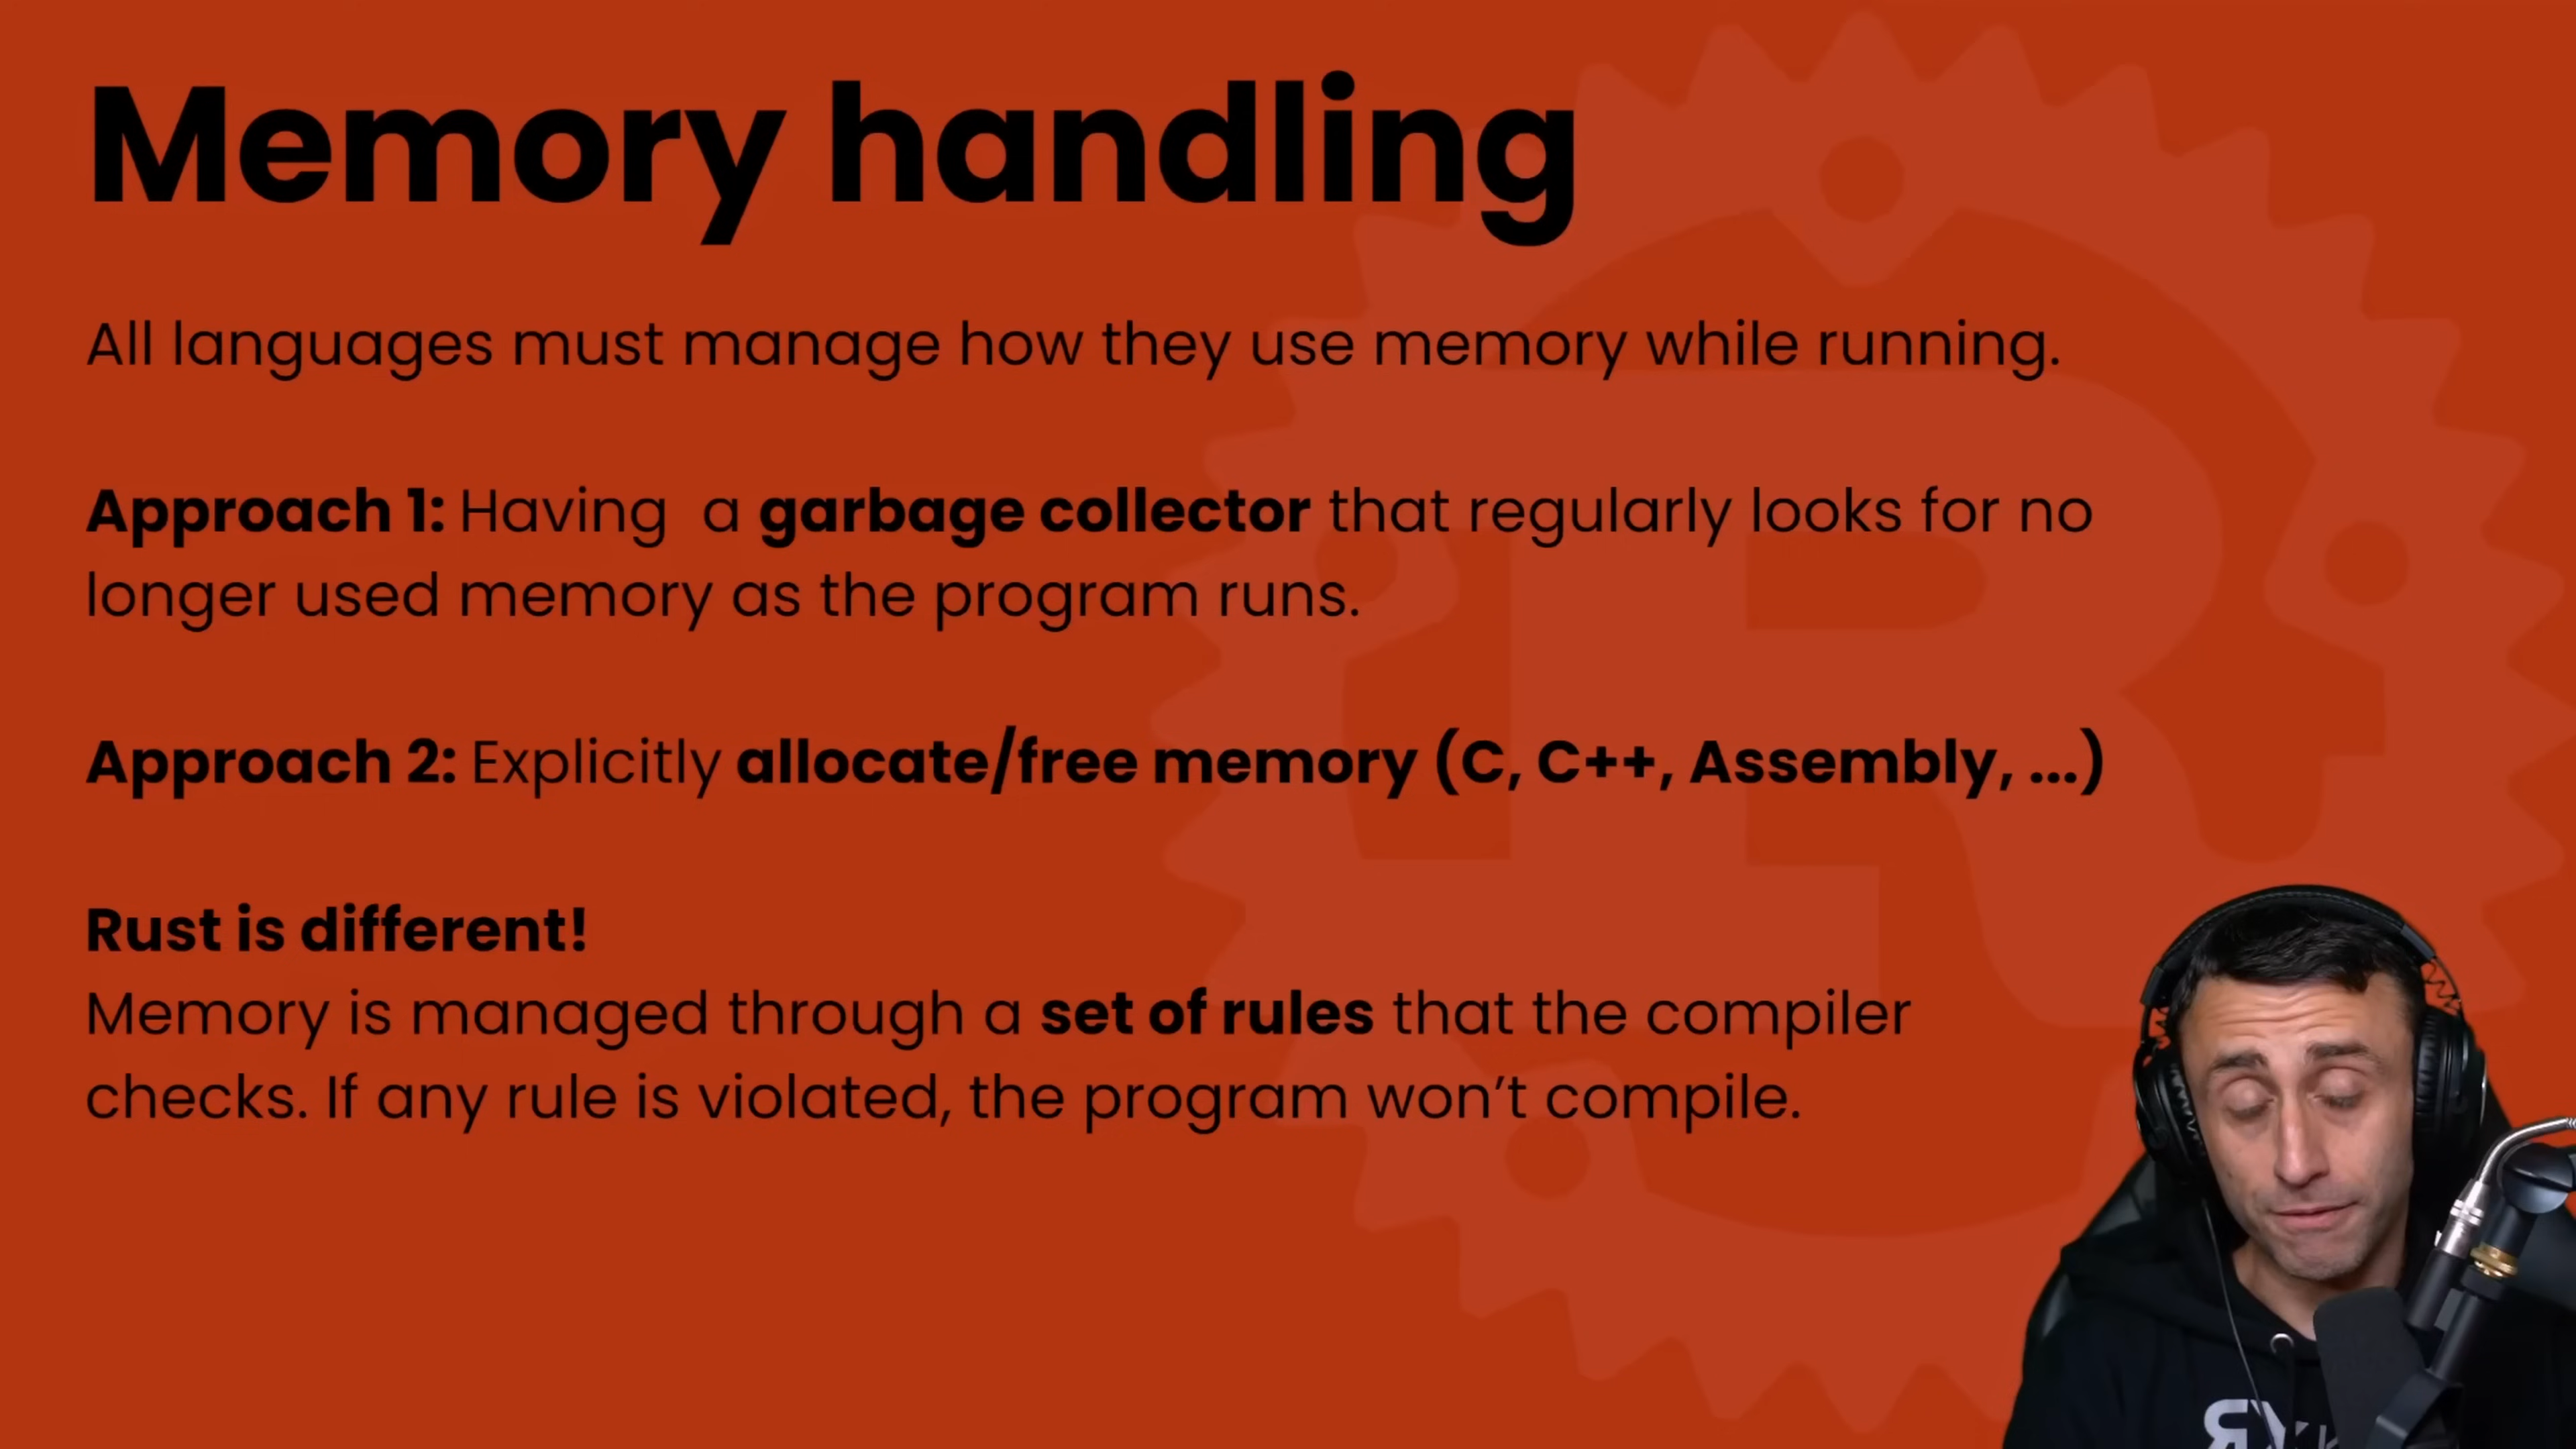 Memory handling
All languages must manage how they use memory while running.
Approach 1: Having  a garbage collector that regularly looks for no
longer used memory as the program runs.
Approach 2: Explicitly allocate/free memory (C, C++, Assembly, ...)
Rust is different!
Memory is managed through a set of rules that the compiler
checks. If any rule is violated, the program won’t compile.